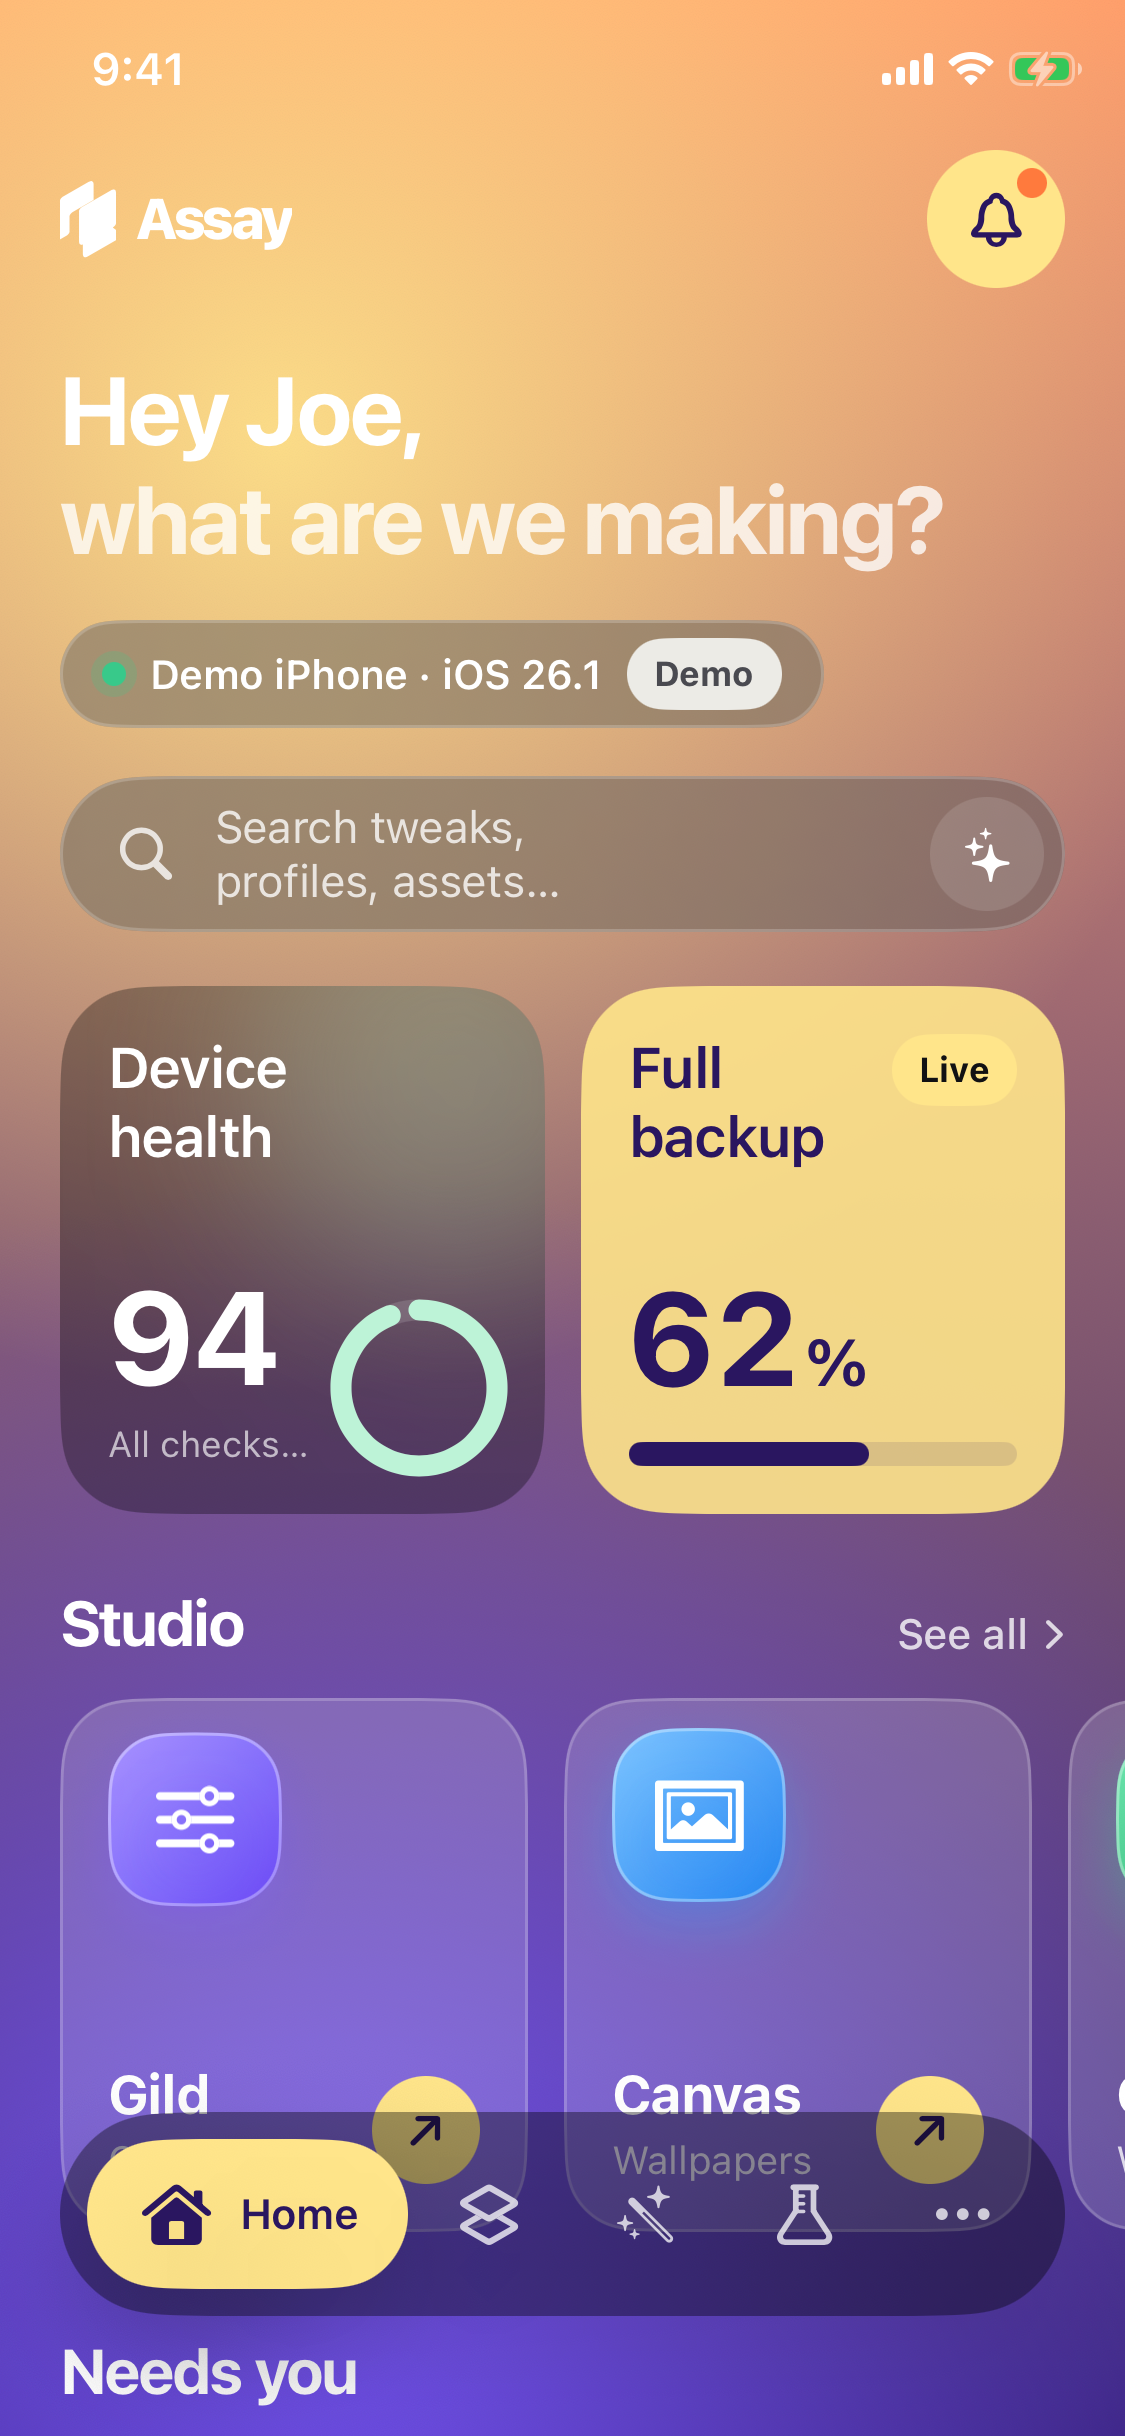 9:41
Assay
Hey Joe,
what are we making?
Demo iPhone · iOS 26.1
Demo
Search tweaks,
profiles, assets...
Device
health
94
All checks...
Full
backup
Live
62%
Studio
See all
Gild
Canvas
Wallpapers
Home
Needs you